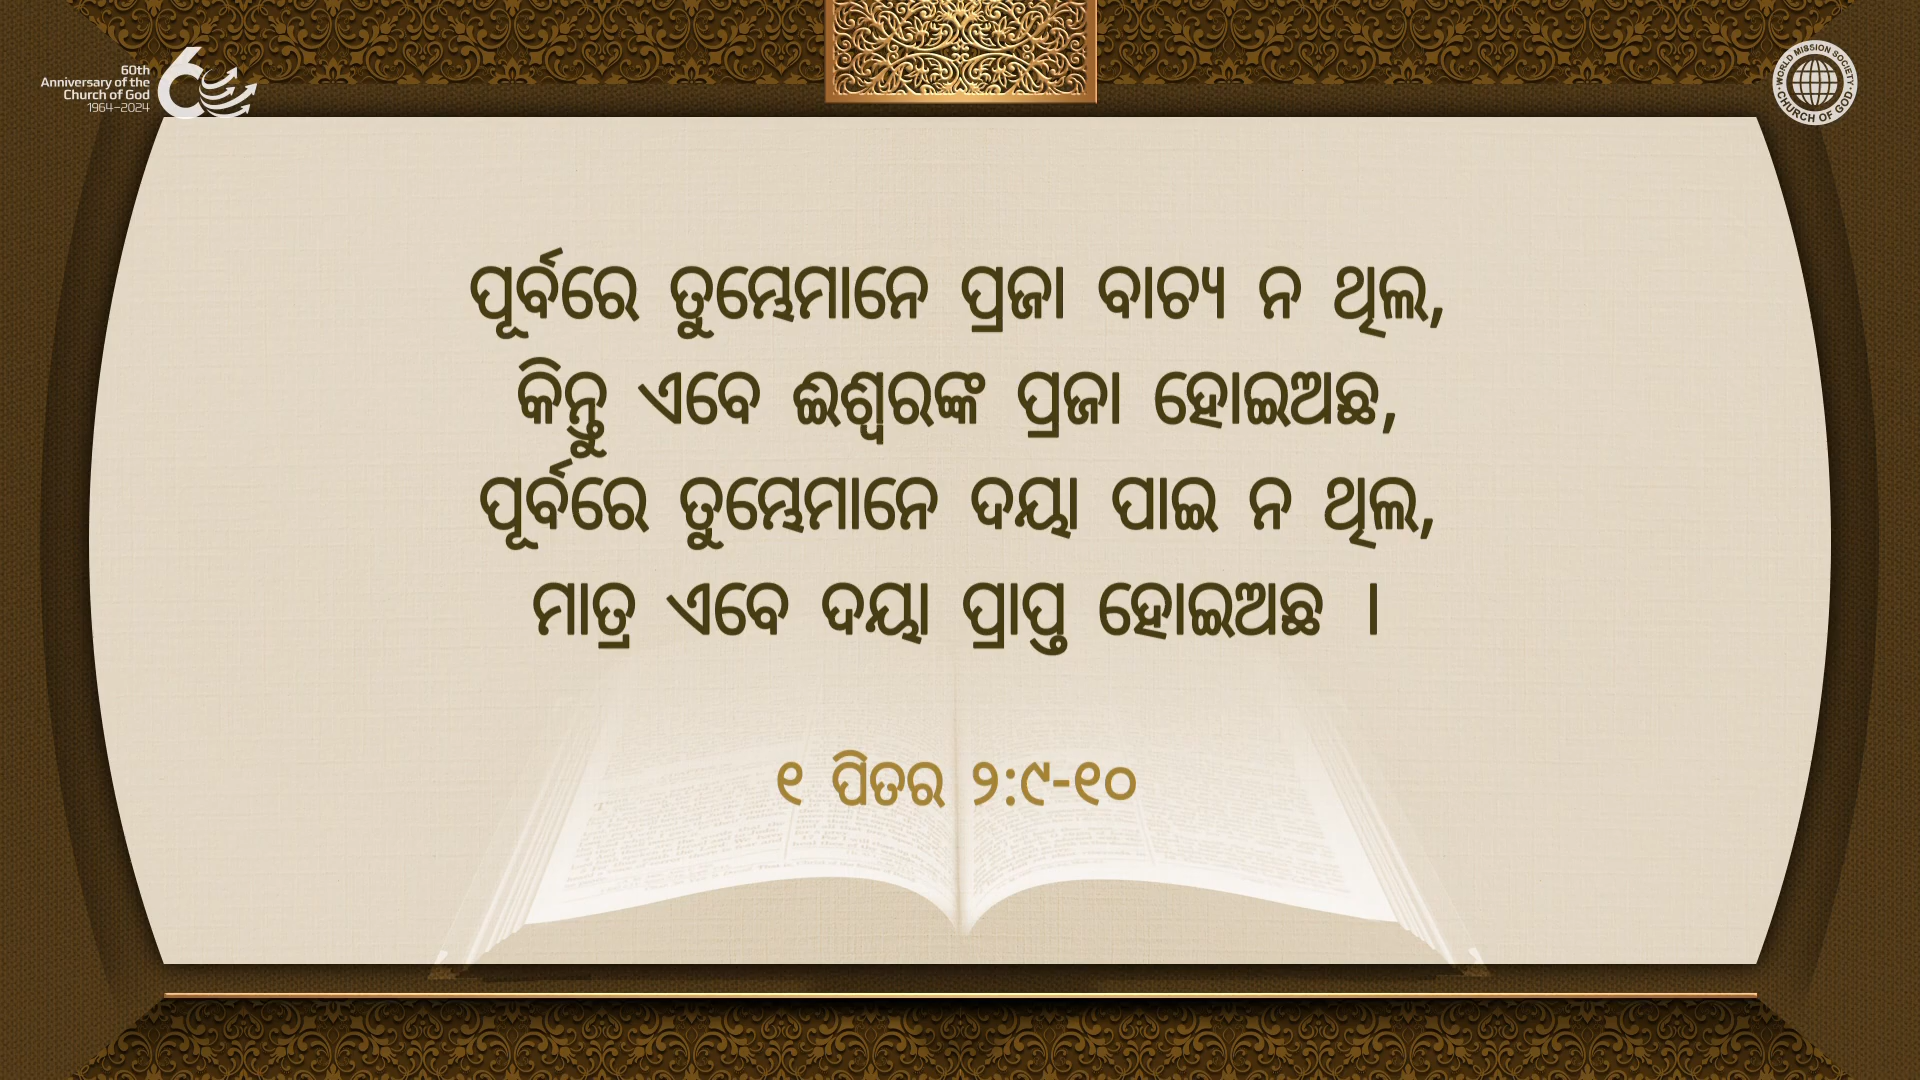 60th
Anniversary of the
Church of God
1964–2024
WORLD MISSION SOCIETY
CHURCH OF GOD
ପୂର୍ବରେ ତୁମ୍ଭେମାନେ ପ୍ରଜା ବାଚ୍ୟ ନ ଥିଲ,
କିନ୍ତୁ ଏବେ ଈଶ୍ୱରଙ୍କ ପ୍ରଜା ହୋଇଅଛ,
ପୂର୍ବରେ ତୁମ୍ଭେମାନେ ଦୟା ପାଇ ନ ଥିଲ,
ମାତ୍ର ଏବେ ଦୟା ପ୍ରାପ୍ତ ହୋଇଅଛ ।
୧ ପିତର ୨:୯-୧୦